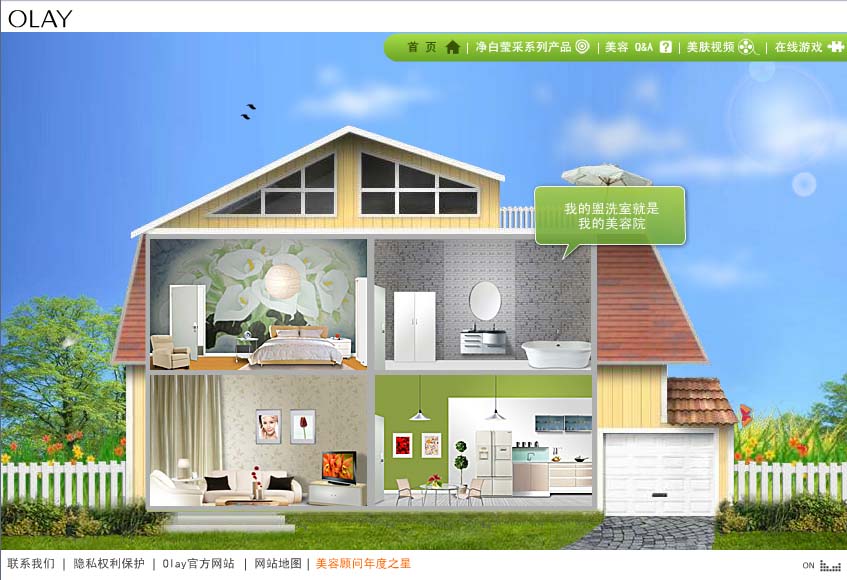 OLAY
首 页 | 净白莹采系列产品 | 美容 Q&A ? | 美肤视频 | 在线游戏
我的盥洗室就是
我的美容院
联系我们 | 隐私权利保护 | Olay官方网站 | 网站地图 | 美容顾问年度之星
ON